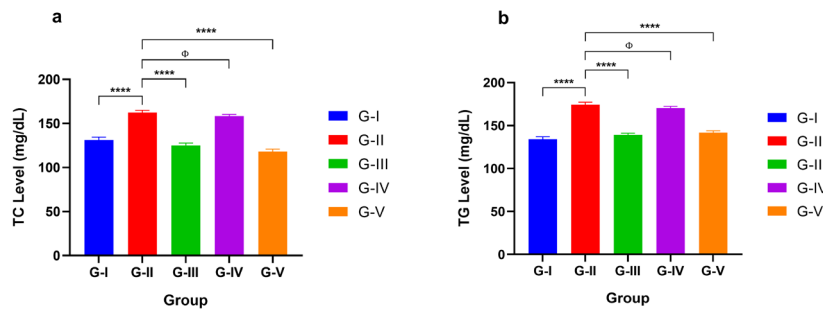 a
****
Φ
****
****
TC Level (mg/dL)
200
150
100
50
0
G-I G-II G-III G-IV G-V
Group
G-I
G-II
G-III
G-IV
G-V
b
****
Φ
****
****
TG Level (mg/dL)
200
150
100
50
0
G-I G-II G-III G-IV G-V
Group
G-I
G-II
G-II
G-IV
G-V